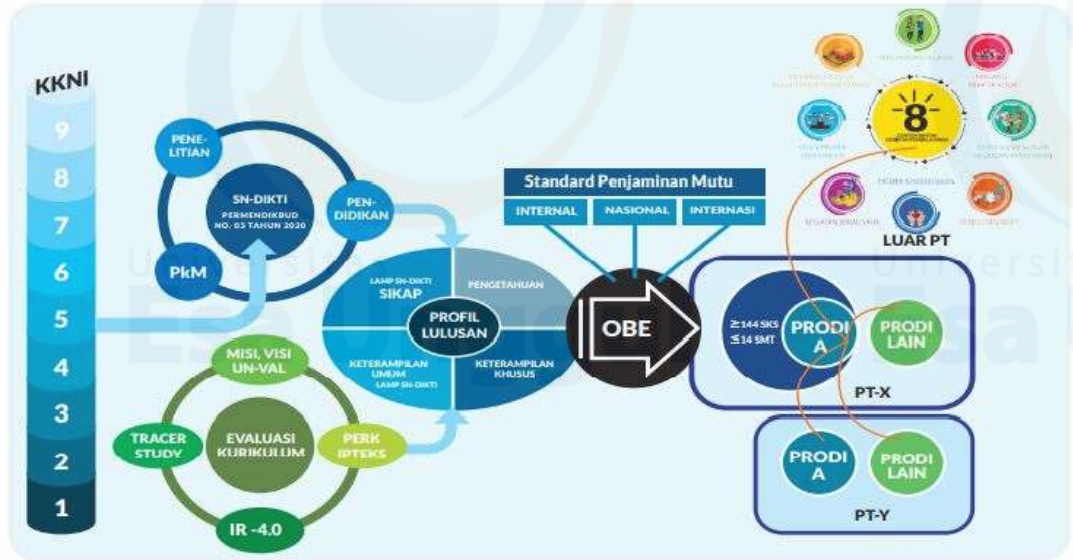 KKNI
9
8
7
6
5
4
3
2
1
PENE-
LITIAN
SN-DIKTI
PERMENDIKBUD
NO. 03 TAHUN 2020
PEN-
DIDIKAN
PkM
MISI, VISI
UN-VAL
TRACER
STUDY
EVALUASI
KURIKULUM
PERK
IPTEKS
IR -4.0
LAMP SN-DIKTI
SIKAP
PENGETAHUAN
PROFIL
LULUSAN
KETERAMPILAN
UMUM
LAMP SN-DIKTI
KETERAMPILAN
KHUSUS
Standard Penjaminan Mutu
INTERNAL
NASIONAL
INTERNASI
OBE
8
LUAR PT
≥144 SKS
≤14 SMT
PRODI
A
PRODI
LAIN
PT-X
PRODI
A
PRODI
LAIN
PT-Y